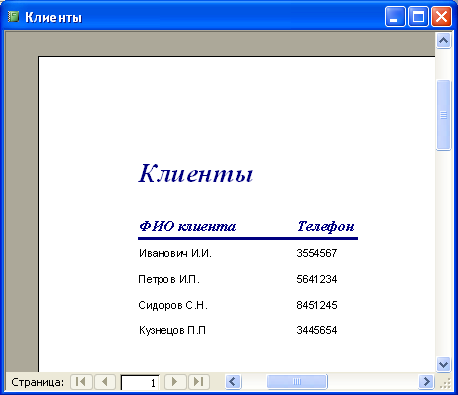 Клиенты
Клиенты
ФИО клиента Телефон
Иванович И.И. 3554567
Петров И.П. 5641234
Сидоров С.Н. 8451245
Кузнецов П.П 3445654
Страница: 1